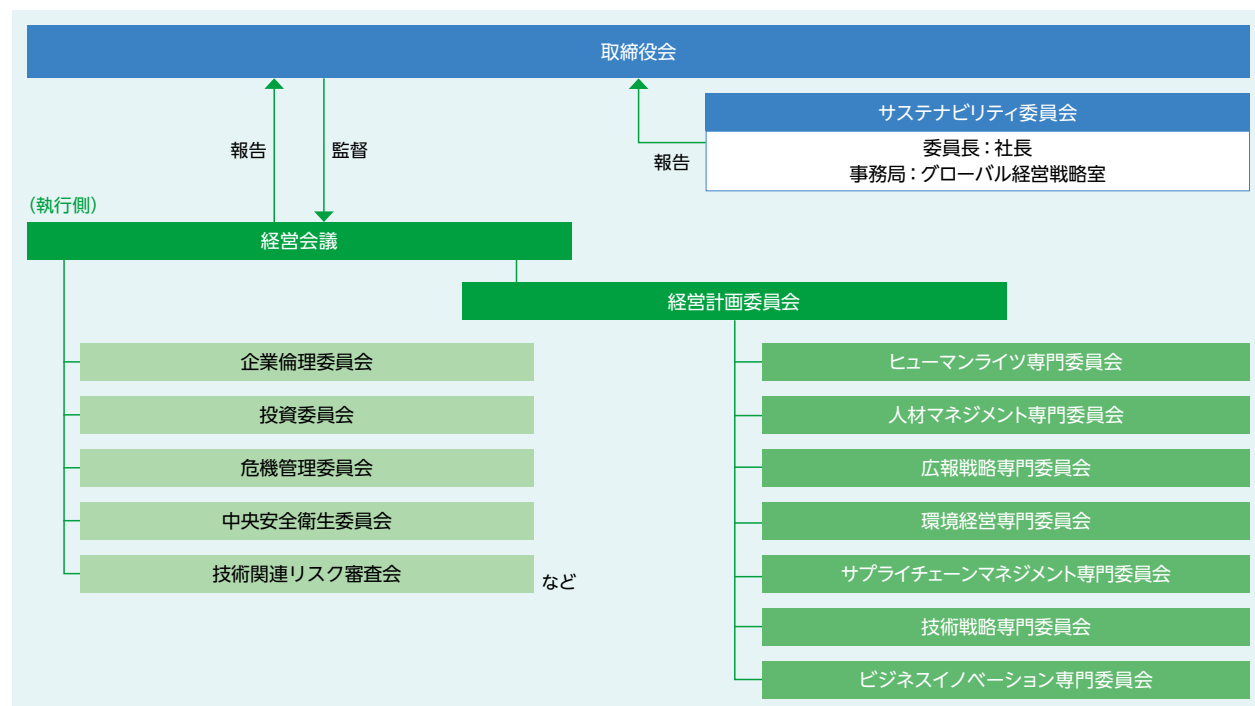 取締役会
サステナビリティ委員会
委員長：社長
事務局：グローバル経営戦略室
報告
監督
報告
（執行側）
経営会議
経営計画委員会
企業倫理委員会
投資委員会
危機管理委員会
中央安全衛生委員会
技術関連リスク審査会
など
ヒューマンライツ専門委員会
人材マネジメント専門委員会
広報戦略専門委員会
環境経営専門委員会
サプライチェーンマネジメント専門委員会
技術戦略専門委員会
ビジネスイノベーション専門委員会